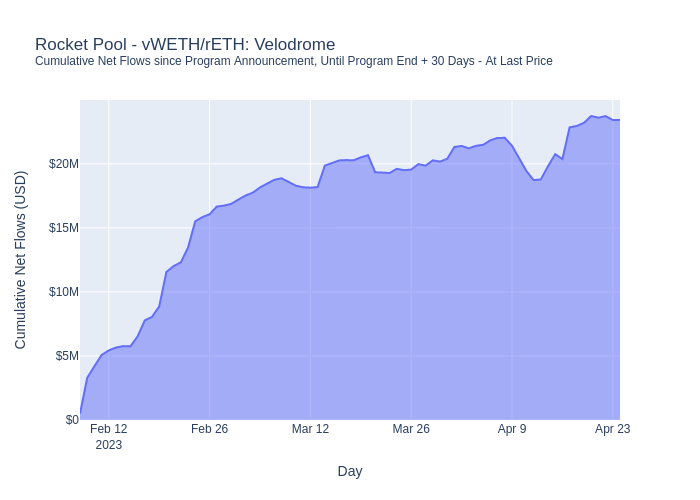 Rocket Pool - vWETH/rETH: Velodrome
Cumulative Net Flows since Program Announcement, Until Program End + 30 Days - At Last Price
Cumulative Net Flows (USD)
$20M
$15M
$10M
$5M
$0
Feb 12
2023
Feb 26
Mar 12
Mar 26
Apr 9
Apr 23
Day